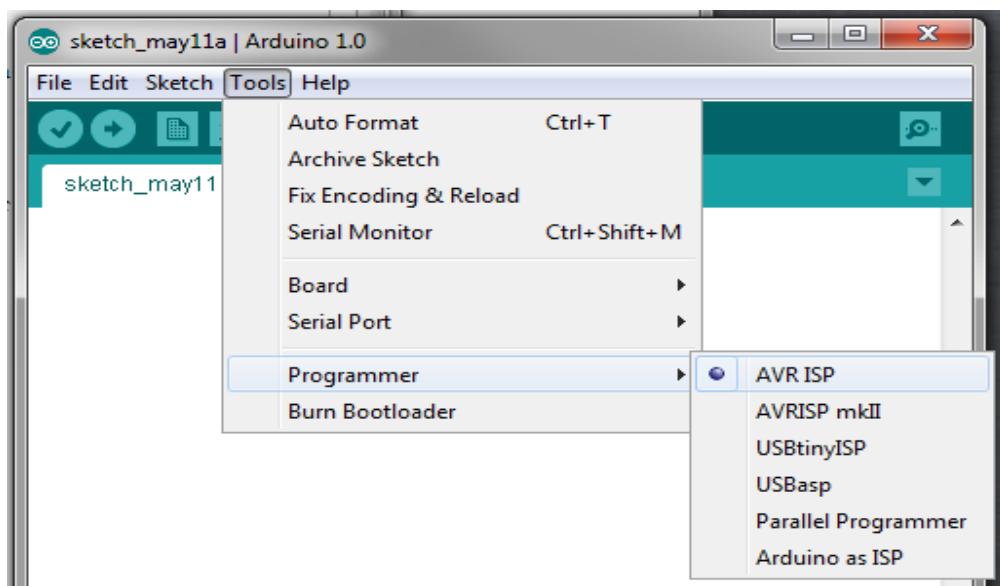 sketch_may11a | Arduino 1.0
File Edit Sketch Tools Help
Auto Format Ctrl+T
Archive Sketch
sketch_may11
Fix Encoding & Reload
Serial Monitor Ctrl+Shift+M
Board
Serial Port
Programmer
Burn Bootloader
AVR ISP
AVRISP mkII
USBtinyISP
USBasp
Parallel Programmer
Arduino as ISP